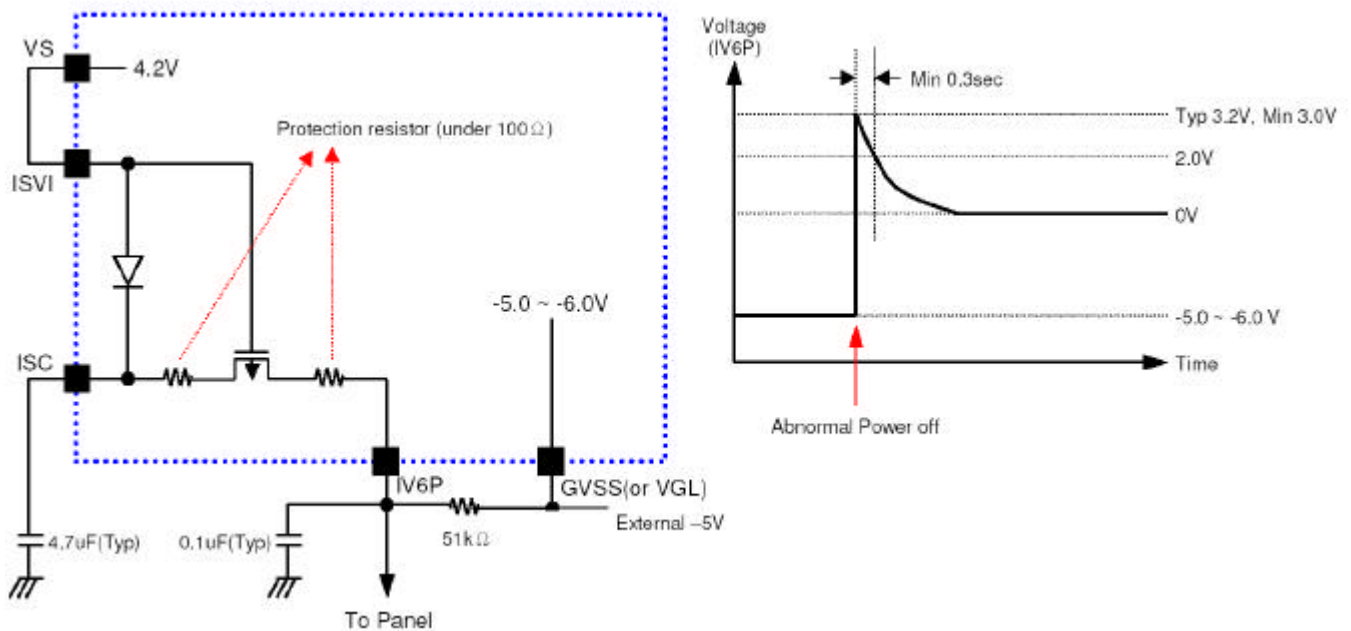 VS
4.2V
Protection resistor (under 100Ω)
ISVI
-5.0 ~ -6.0V
ISC
IV6P
GVSS(or VGL)
External –5V
51kΩ
4.7uF(Typ)
0.1uF(Typ)
To Panel
Voltage
(IV6P)
Min 0.3sec
Typ 3.2V, Min 3.0V
2.0V
0V
-5.0 ~ -6.0 V
Time
Abnormal Power off